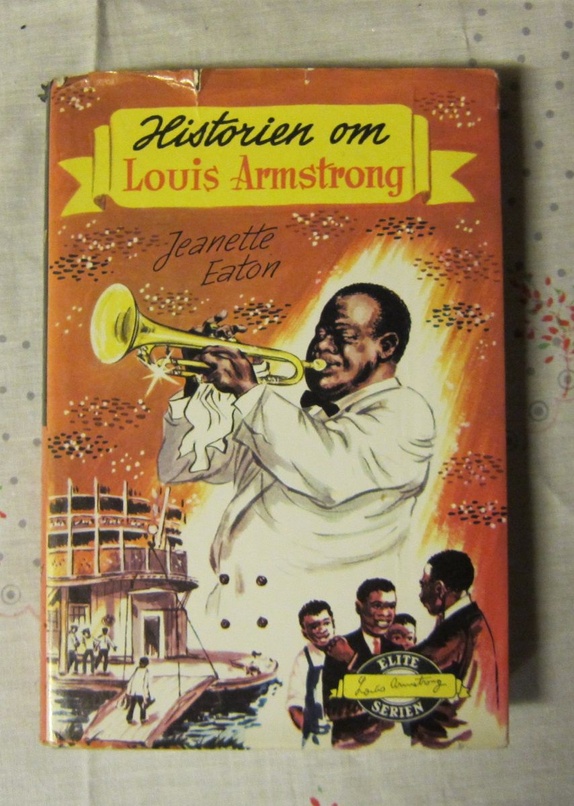 Historien om
Louis Armstrong
Jeanette
Eaton
ELITE
Louis Armstrong
SERIEN